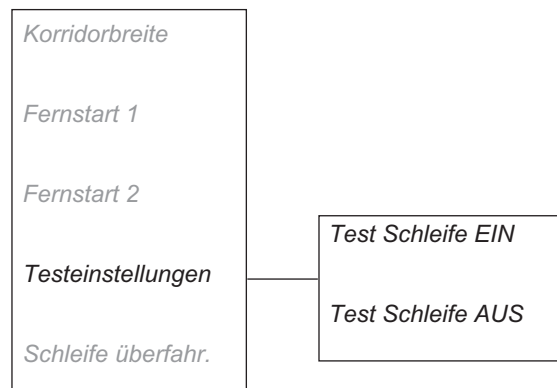 Korridorbreite
Fernstart 1
Fernstart 2
Testeinstellungen
Schleife überfahr.
Test Schleife EIN
Test Schleife AUS